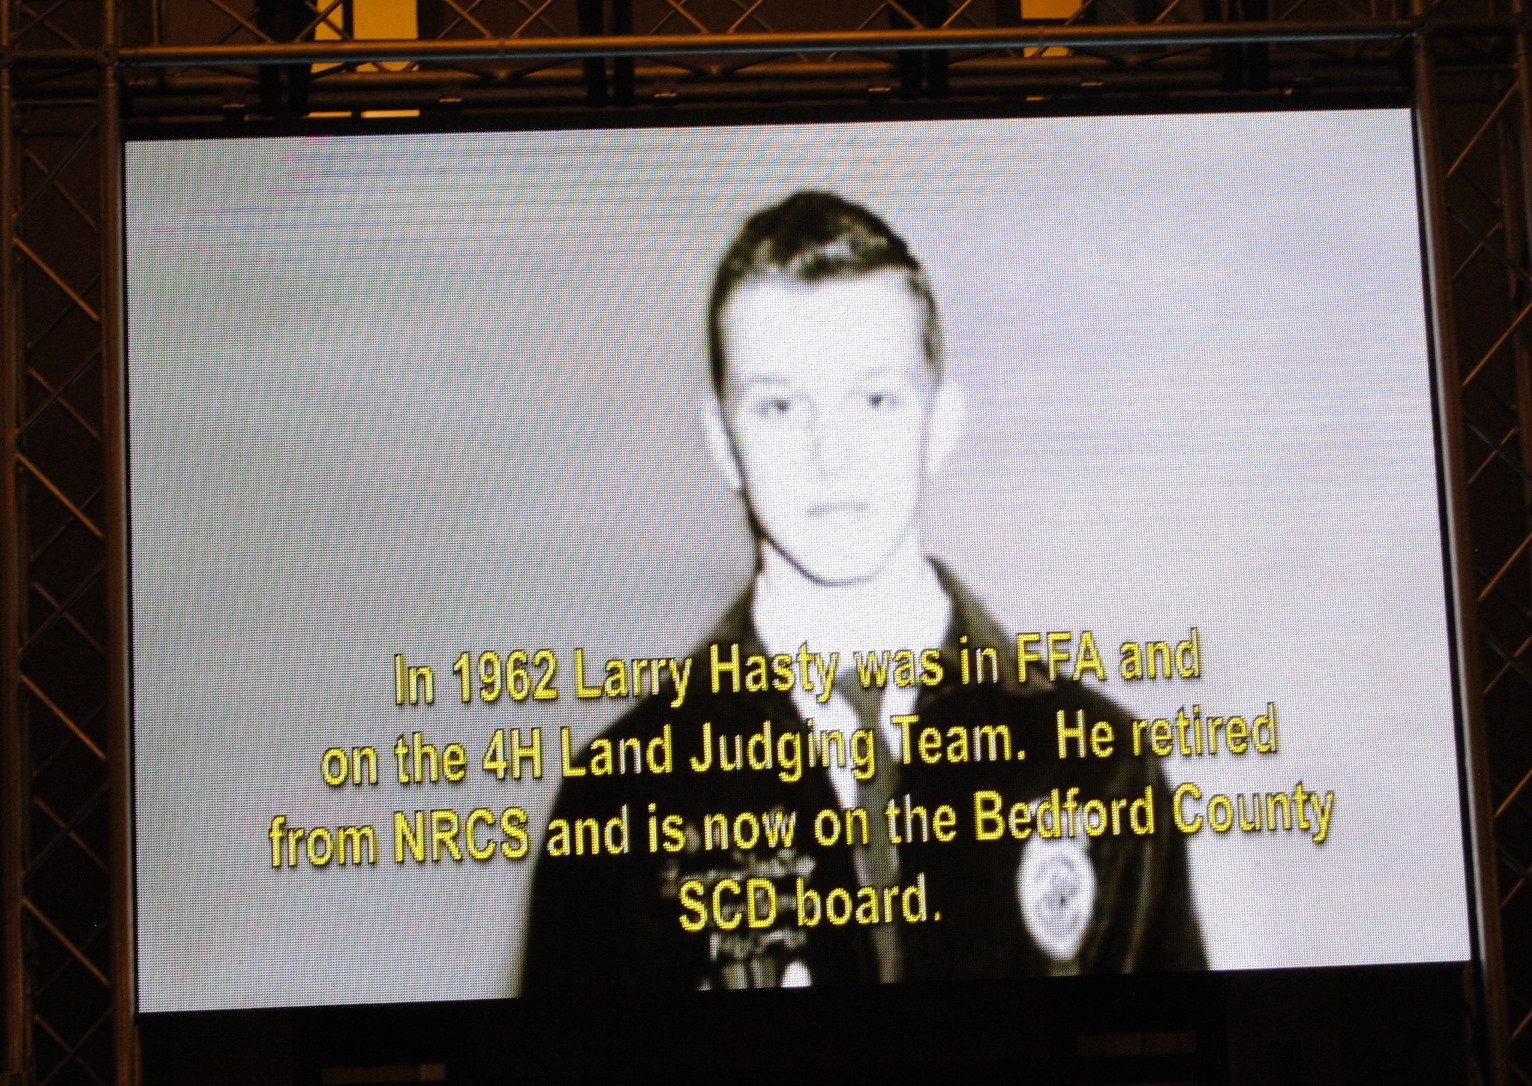 In 1962 Larry Hasty was in FFA and
on the 4H Land Judging Team.  He retired
from NRCS and is now on the Bedford County
SCD board.